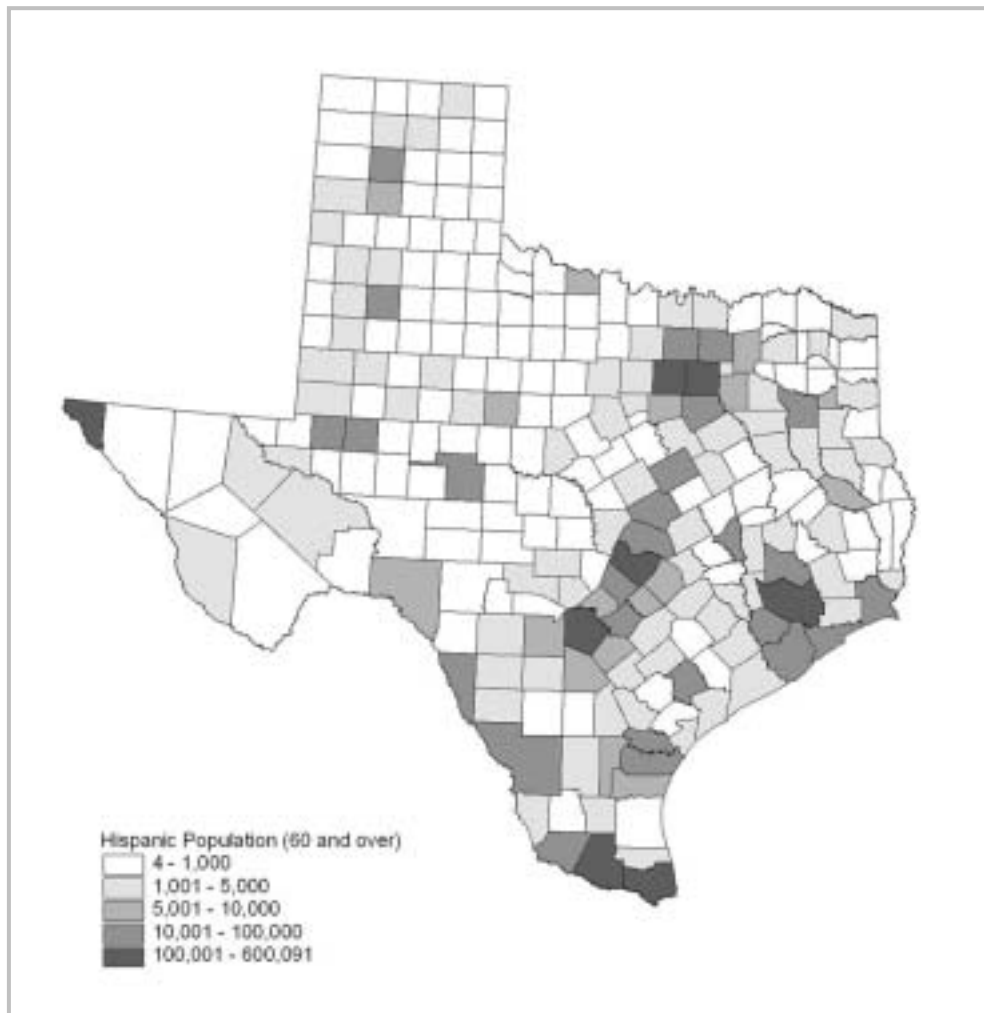 Hispanic Population (60 and over)
4 - 1,000
1,001 - 5,000
5,001 - 10,000
10,001 - 100,000
100,001 - 600,091